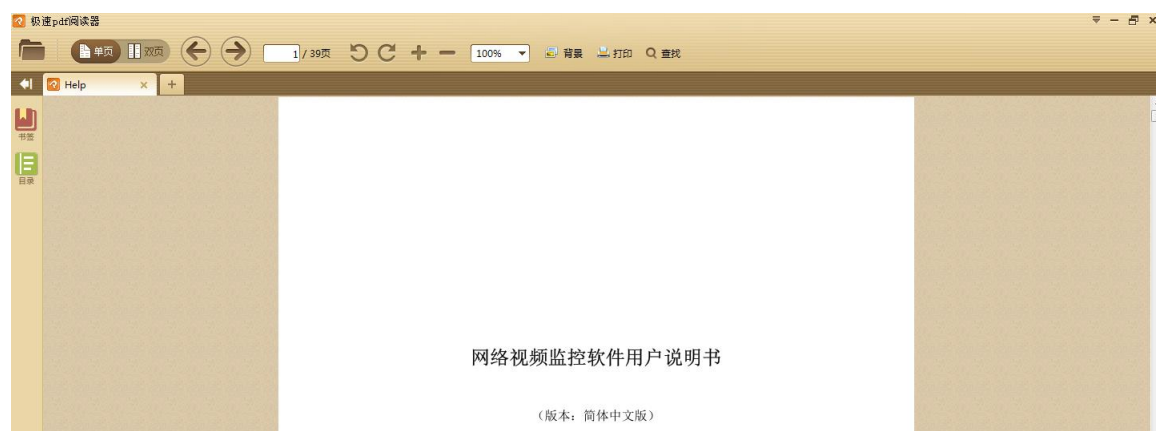 极速pdf阅读器
单页 双页 1 / 39页 100% 背景 打印 查找
Help
书签
目录
网络视频监控软件用户说明书
（版本：简体中文版）